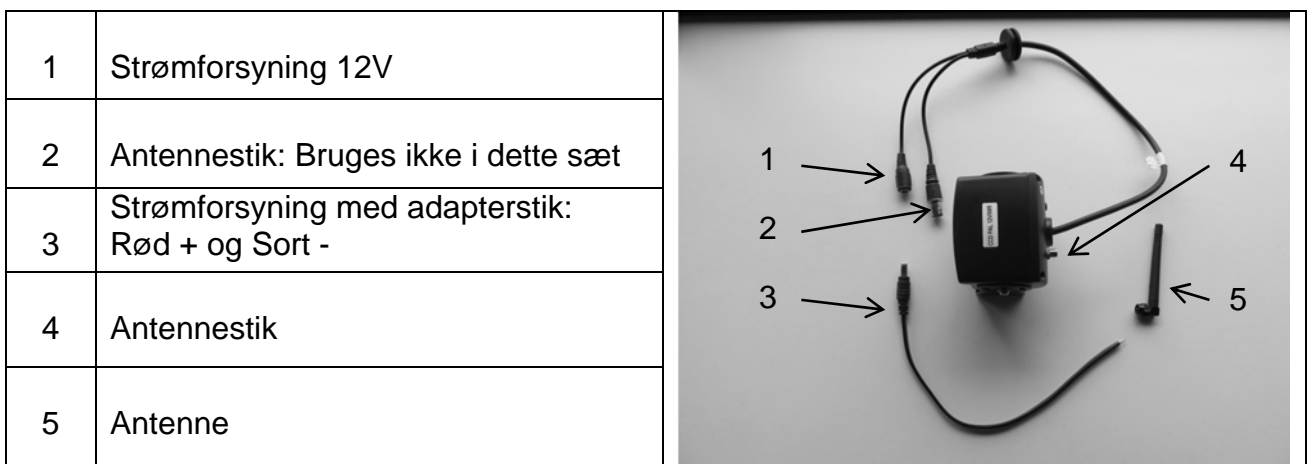 1 Strømforsyning 12V
2 Antennestik: Bruges ikke i dette sæt
Strømforsyning med adapterstik:
3 Rød + og Sort -
4 Antennestik
5 Antenne
1
2
3
4
5